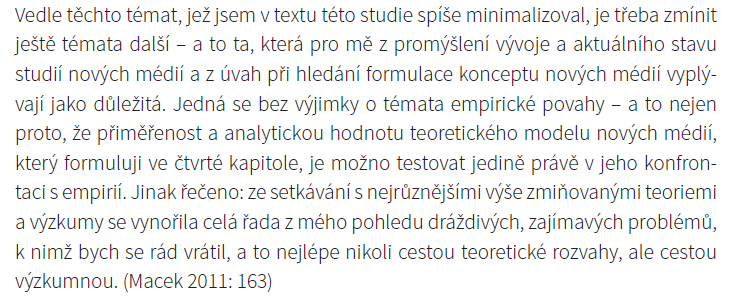 Vedle těchto témat, jež jsem v textu této studie spíše minimalizoval, je třeba zmínit
ještě témata další – a to ta, která pro mě z promýšlení vývoje a aktuálního stavu
studií nových médií a z úvah při hledání formulace konceptu nových médií vyplý-
vají jako důležitá. Jedná se bez výjimky o témata empirické povahy – a to nejen
proto, že přiměřenost a analytickou hodnotu teoretického modelu nových médií,
který formuluji ve čtvrté kapitole, je možno testovat jedině právě v jeho konfron-
taci s empirií. Jinak řečeno: ze setkávání s nejrůznějšími výše zmiňovanými teoriemi
a výzkumy se vynořila celá řada z mého pohledu dráždivých, zajímavých problémů,
k nimž bych se rád vrátil, a to nejlépe nikoli cestou teoretické rozvahy, ale cestou
výzkumnou. (Macek 2011: 163)